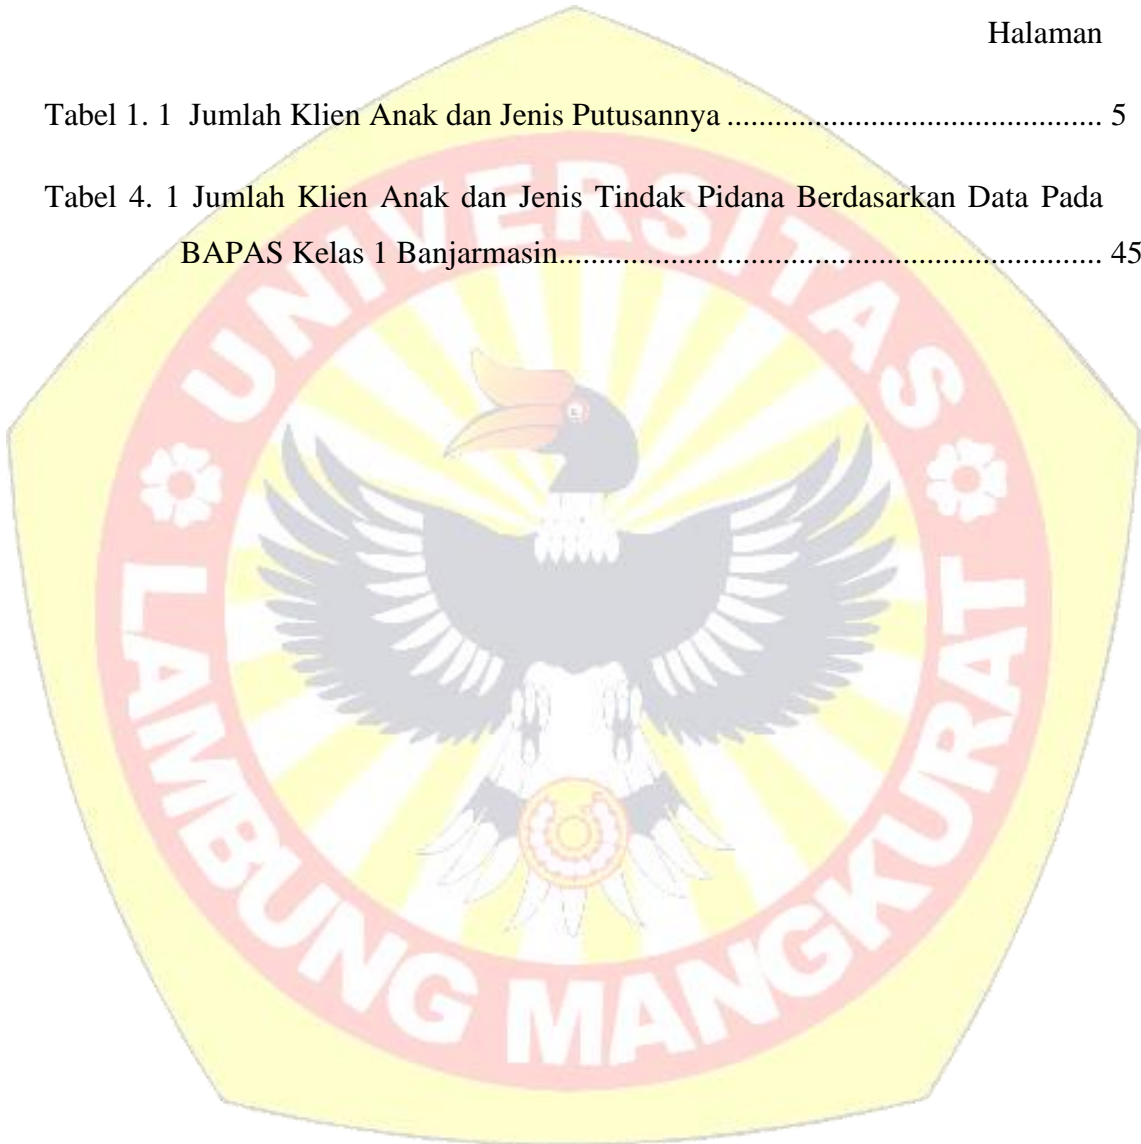 Halaman
Tabel 1. 1 Jumlah Klien Anak dan Jenis Putusannya ............................................... 5
Tabel 4. 1 Jumlah Klien Anak dan Jenis Tindak Pidana Berdasarkan Data Pada
BAPAS Kelas 1 Banjarmasin.................................................................... 45
UNIVERSITAS
LAMBUNG MANGKURAT